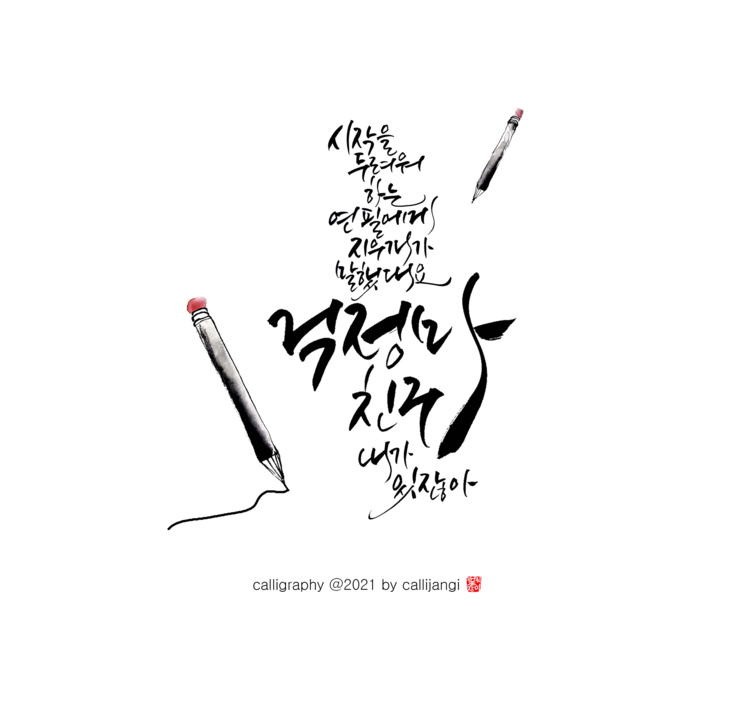 시작을
두려워
하는
연필에게
지우개가
말했대요
걱정마
친구
내가
있잖아
calligraphy @2021 by callijangi